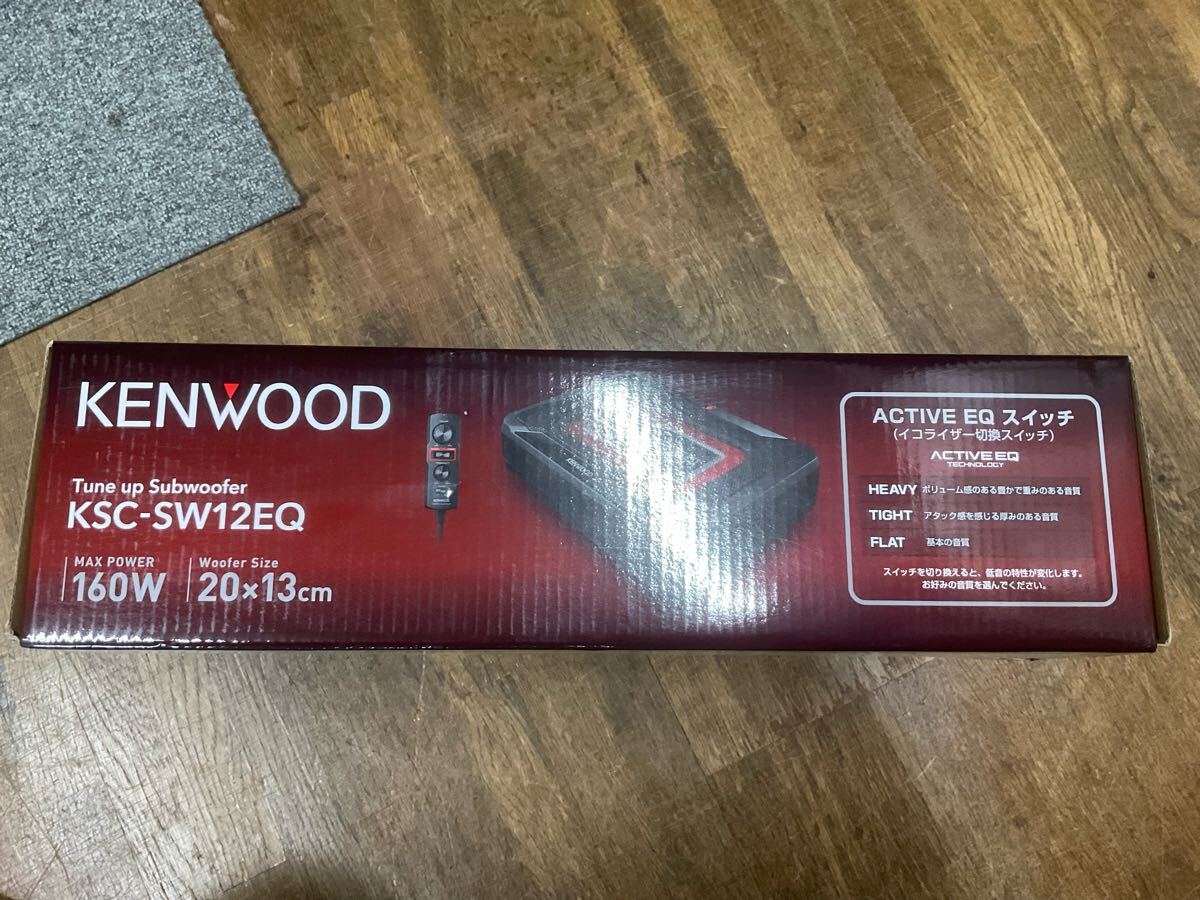 KENWOOD
Tune up Subwoofer
KSC-SW12EQ
MAX POWER
160W
Woofer Size
20×13cm
KENWOOD
ACTIVE EQ スイッチ
(イコライザー切換スイッチ)
ACTIVE EQ
TECHNOLOGY
HEAVY ボリューム感のある豊かで重みのある音質
TIGHT アタック感を感じる厚みのある音質
FLAT 基本の音質
スイッチを切り換えると、低音の特性が変化します。
お好みの音質を選んでください。